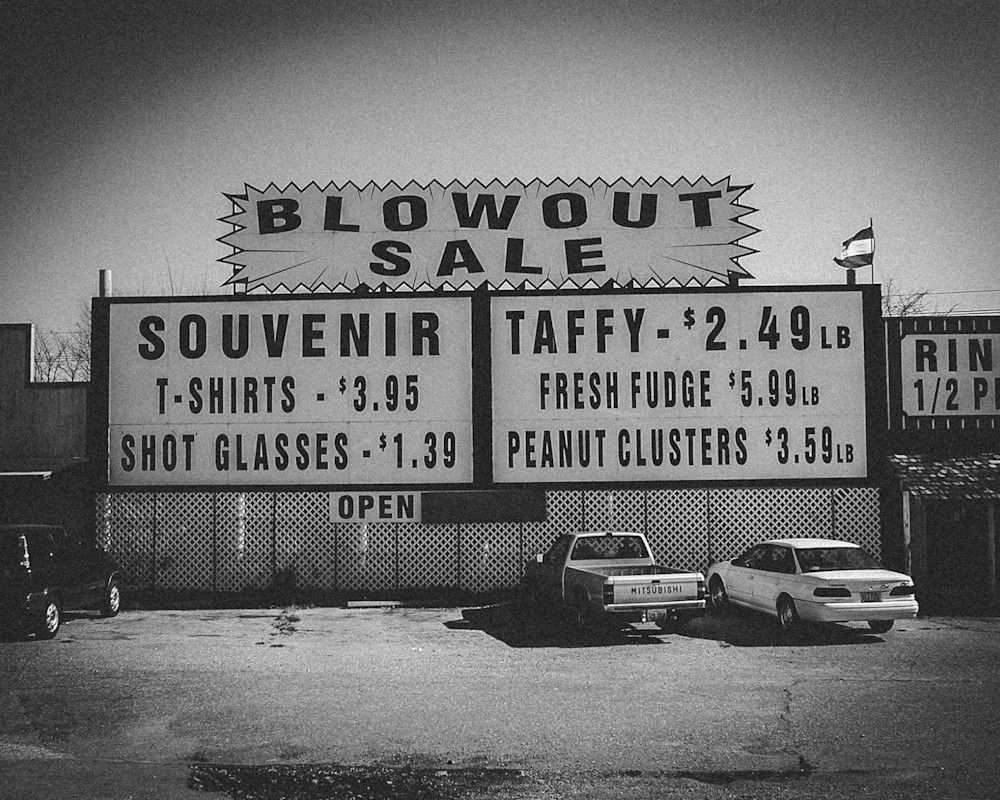 BLOWOUT
SALE
SOUVENIR
T-SHIRTS - $3.95
SHOT GLASSES - $1.39
TAFFY- $2.49 LB
FRESH FUDGE $5.99 LB
PEANUT CLUSTERS $3.59 LB
RIN
1/2 P
OPEN
MITSUBISHI